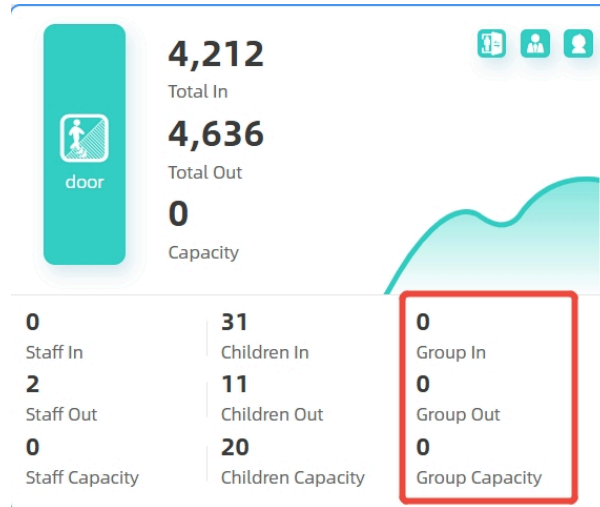 door
4,212
Total In
4,636
Total Out
0
Capacity
0
Staff In
2
Staff Out
0
Staff Capacity
31
Children In
11
Children Out
20
Children Capacity
0
Group In
0
Group Out
0
Group Capacity